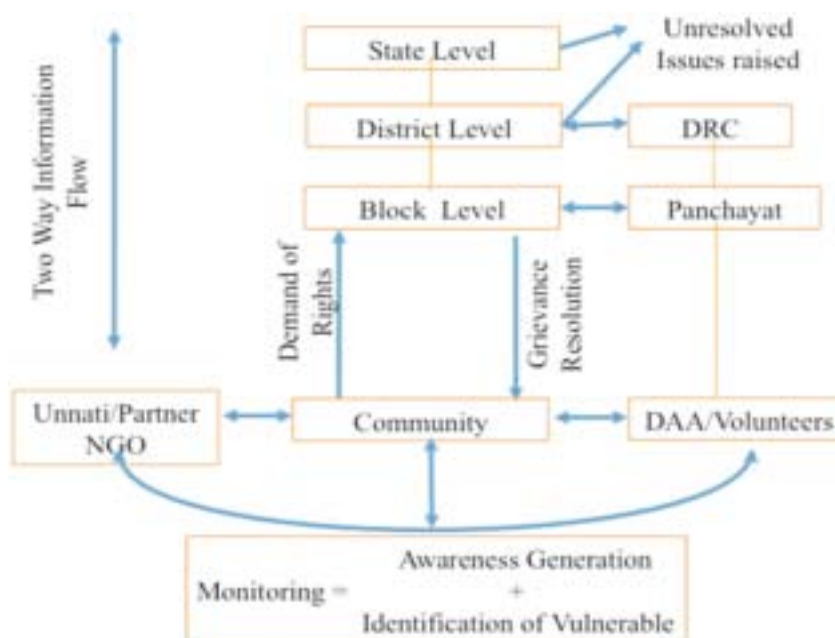 Unresolved
Issues raised
State Level
District Level
DRC
Block Level
Panchayat
Two Way Information
Flow
Demand of
Rights
Grievance
Resolution
Unnati/Partner
NGO
Community
DAA/Volunteers
Awareness Generation
Monitoring = +
Identification of Vulnerable